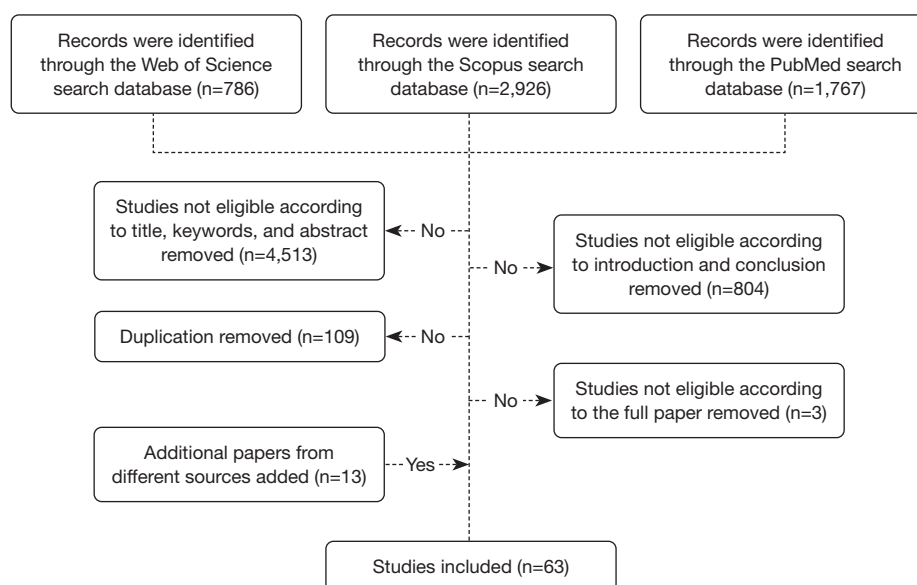 Records were identified
through the Web of Science
search database (n=786)
Records were identified
through the Scopus search
database (n=2,926)
Records were identified
through the PubMed search
database (n=1,767)
Studies not eligible according
to title, keywords, and abstract
removed (n=4,513)
No
No
Studies not eligible according
to introduction and conclusion
removed (n=804)
Duplication removed (n=109)
No
No
Studies not eligible according
to the full paper removed (n=3)
Additional papers from
different sources added (n=13)
Yes
Studies included (n=63)